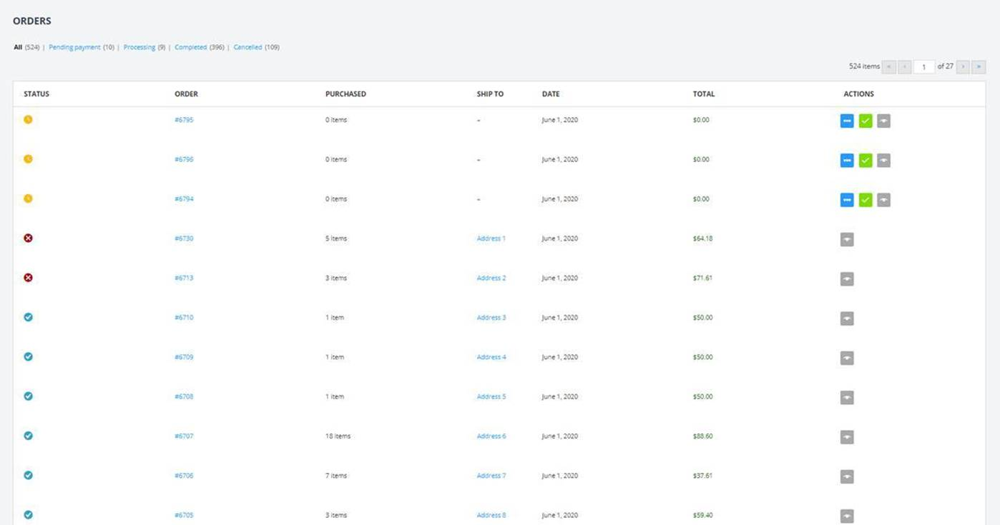 ORDERS
All (524) | Pending payment (10) | Processing (9) | Completed (396) | Cancelled (109)
524 items « ‹ 1 of 27 › »
STATUS ORDER PURCHASED SHIP TO DATE TOTAL ACTIONS
#6795 0 items – June 1, 2020 $0.00
#6796 0 items – June 1, 2020 $0.00
#6794 0 items – June 1, 2020 $0.00
#6730 5 items Address 1 June 1, 2020 $64.18
#6713 3 items Address 2 June 1, 2020 $71.61
#6710 1 item Address 3 June 1, 2020 $50.00
#6709 1 item Address 4 June 1, 2020 $50.00
#6708 1 item Address 5 June 1, 2020 $50.00
#6707 18 items Address 6 June 1, 2020 $88.60
#6706 7 items Address 7 June 1, 2020 $37.61
#6705 3 items Address 8 June 1, 2020 $59.40